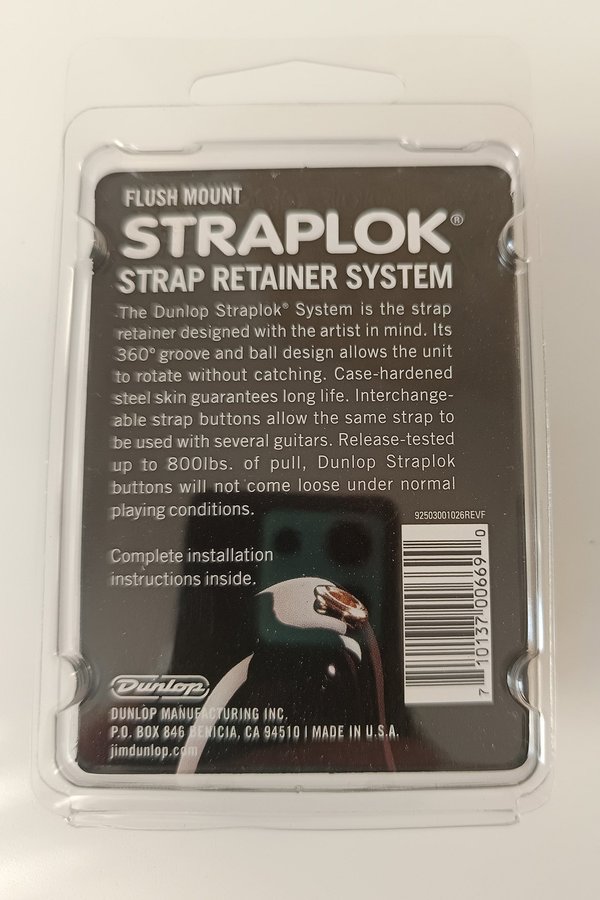 FLUSH MOUNT
STRAPLOK®
STRAP RETAINER SYSTEM
The Dunlop Straplok® System is the strap
retainer designed with the artist in mind. Its
360° groove and ball design allows the unit
to rotate without catching. Case-hardened
steel skin guarantees long life. Interchange-
able strap buttons allow the same strap to
be used with several guitars. Release-tested
up to 800lbs. of pull, Dunlop Straplok
buttons will not come loose under normal
playing conditions.
92503001026REVF
Complete installation
instructions inside.
7 10137 00669 0
Dunlop
DUNLOP MANUFACTURING INC.
P.O. BOX 846 BENICIA, CA 94510 | MADE IN U.S.A.
jimdunlop.com